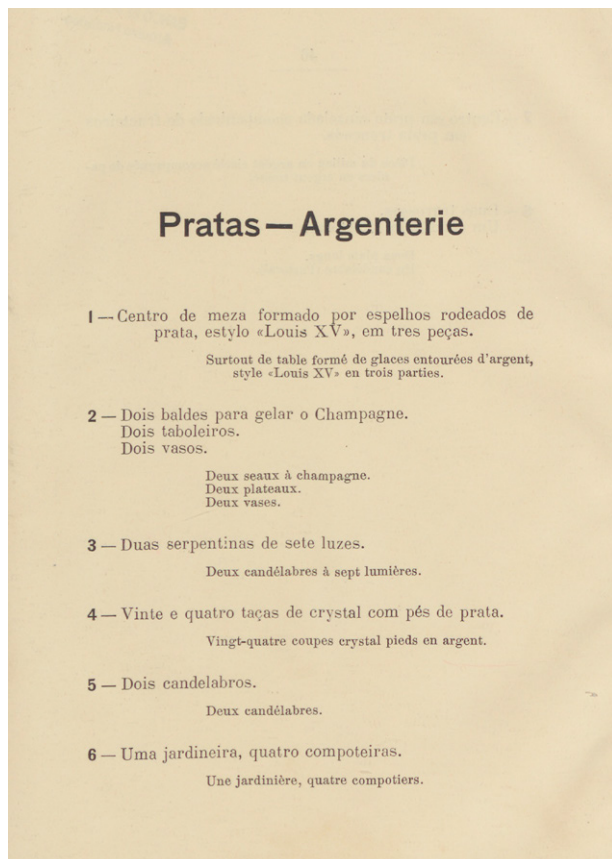 Pratas — Argenterie
1 — Centro de meza formado por espelhos rodeados de
prata, estylo «Louis XV», em tres peças.
Surtout de table formé de glaces entourées d'argent,
style «Louis XV» en trois parties.
2 — Dois baldes para gelar o Champagne.
Dois taboleiros.
Dois vasos.
Deux seaux à champagne.
Deux plateaux.
Deux vases.
3 — Duas serpentinas de sete luzes.
Deux candélabres à sept lumières.
4 — Vinte e quatro taças de crystal com pés de prata.
Vingt-quatre coupes crystal pieds en argent.
5 — Dois candelabros.
Deux candélabres.
6 — Uma jardineira, quatro compoteiras.
Une jardinière, quatre compotiers.